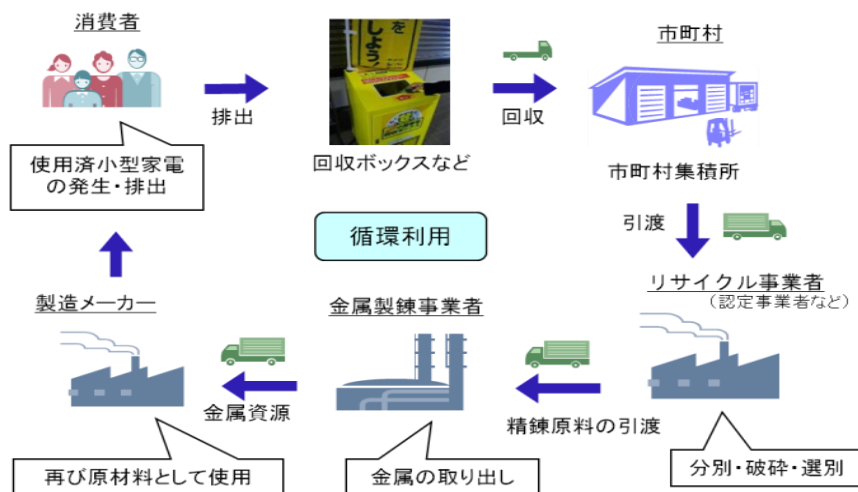 消費者
排出
を
しよう
回収ボックスなど
回収
市町村
市町村集積所
使用済小型家電
の発生・排出
循環利用
引渡
リサイクル事業者
（認定事業者など）
製造メーカー
金属製錬事業者
金属資源
精錬原料の引渡
再び原材料として使用
金属の取り出し
分別・破砕・選別